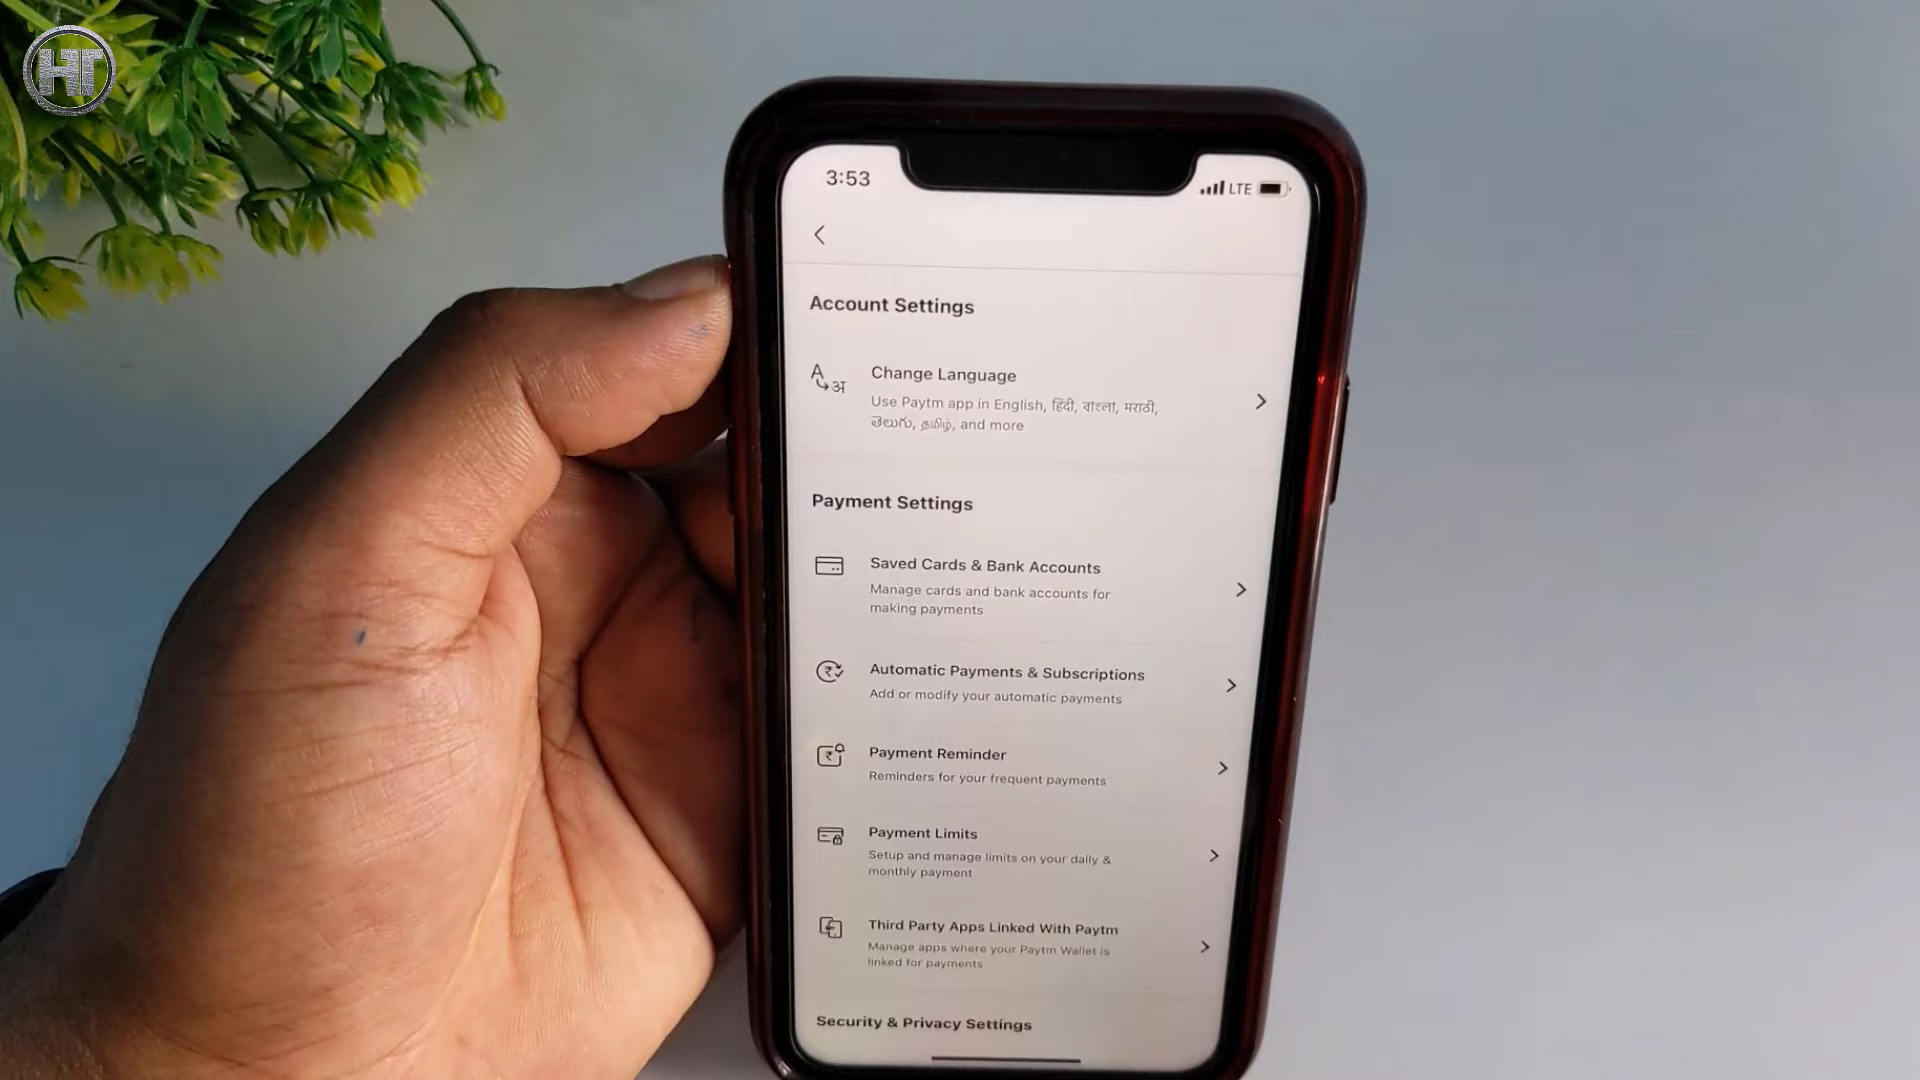 HT
3:53
LTE
Account Settings
Change Language
Use Paytm app in English, हिंदी, বাংলা, मराठी,
తెలుగు, தமிழ், and more
Payment Settings
Saved Cards & Bank Accounts
Manage cards and bank accounts for
making payments
Automatic Payments & Subscriptions
Add or modify your automatic payments
Payment Reminder
Reminders for your frequent payments
Payment Limits
Setup and manage limits on your daily &
monthly payment
Third Party Apps Linked With Paytm
Manage apps where your Paytm Wallet is
linked for payments
Security & Privacy Settings